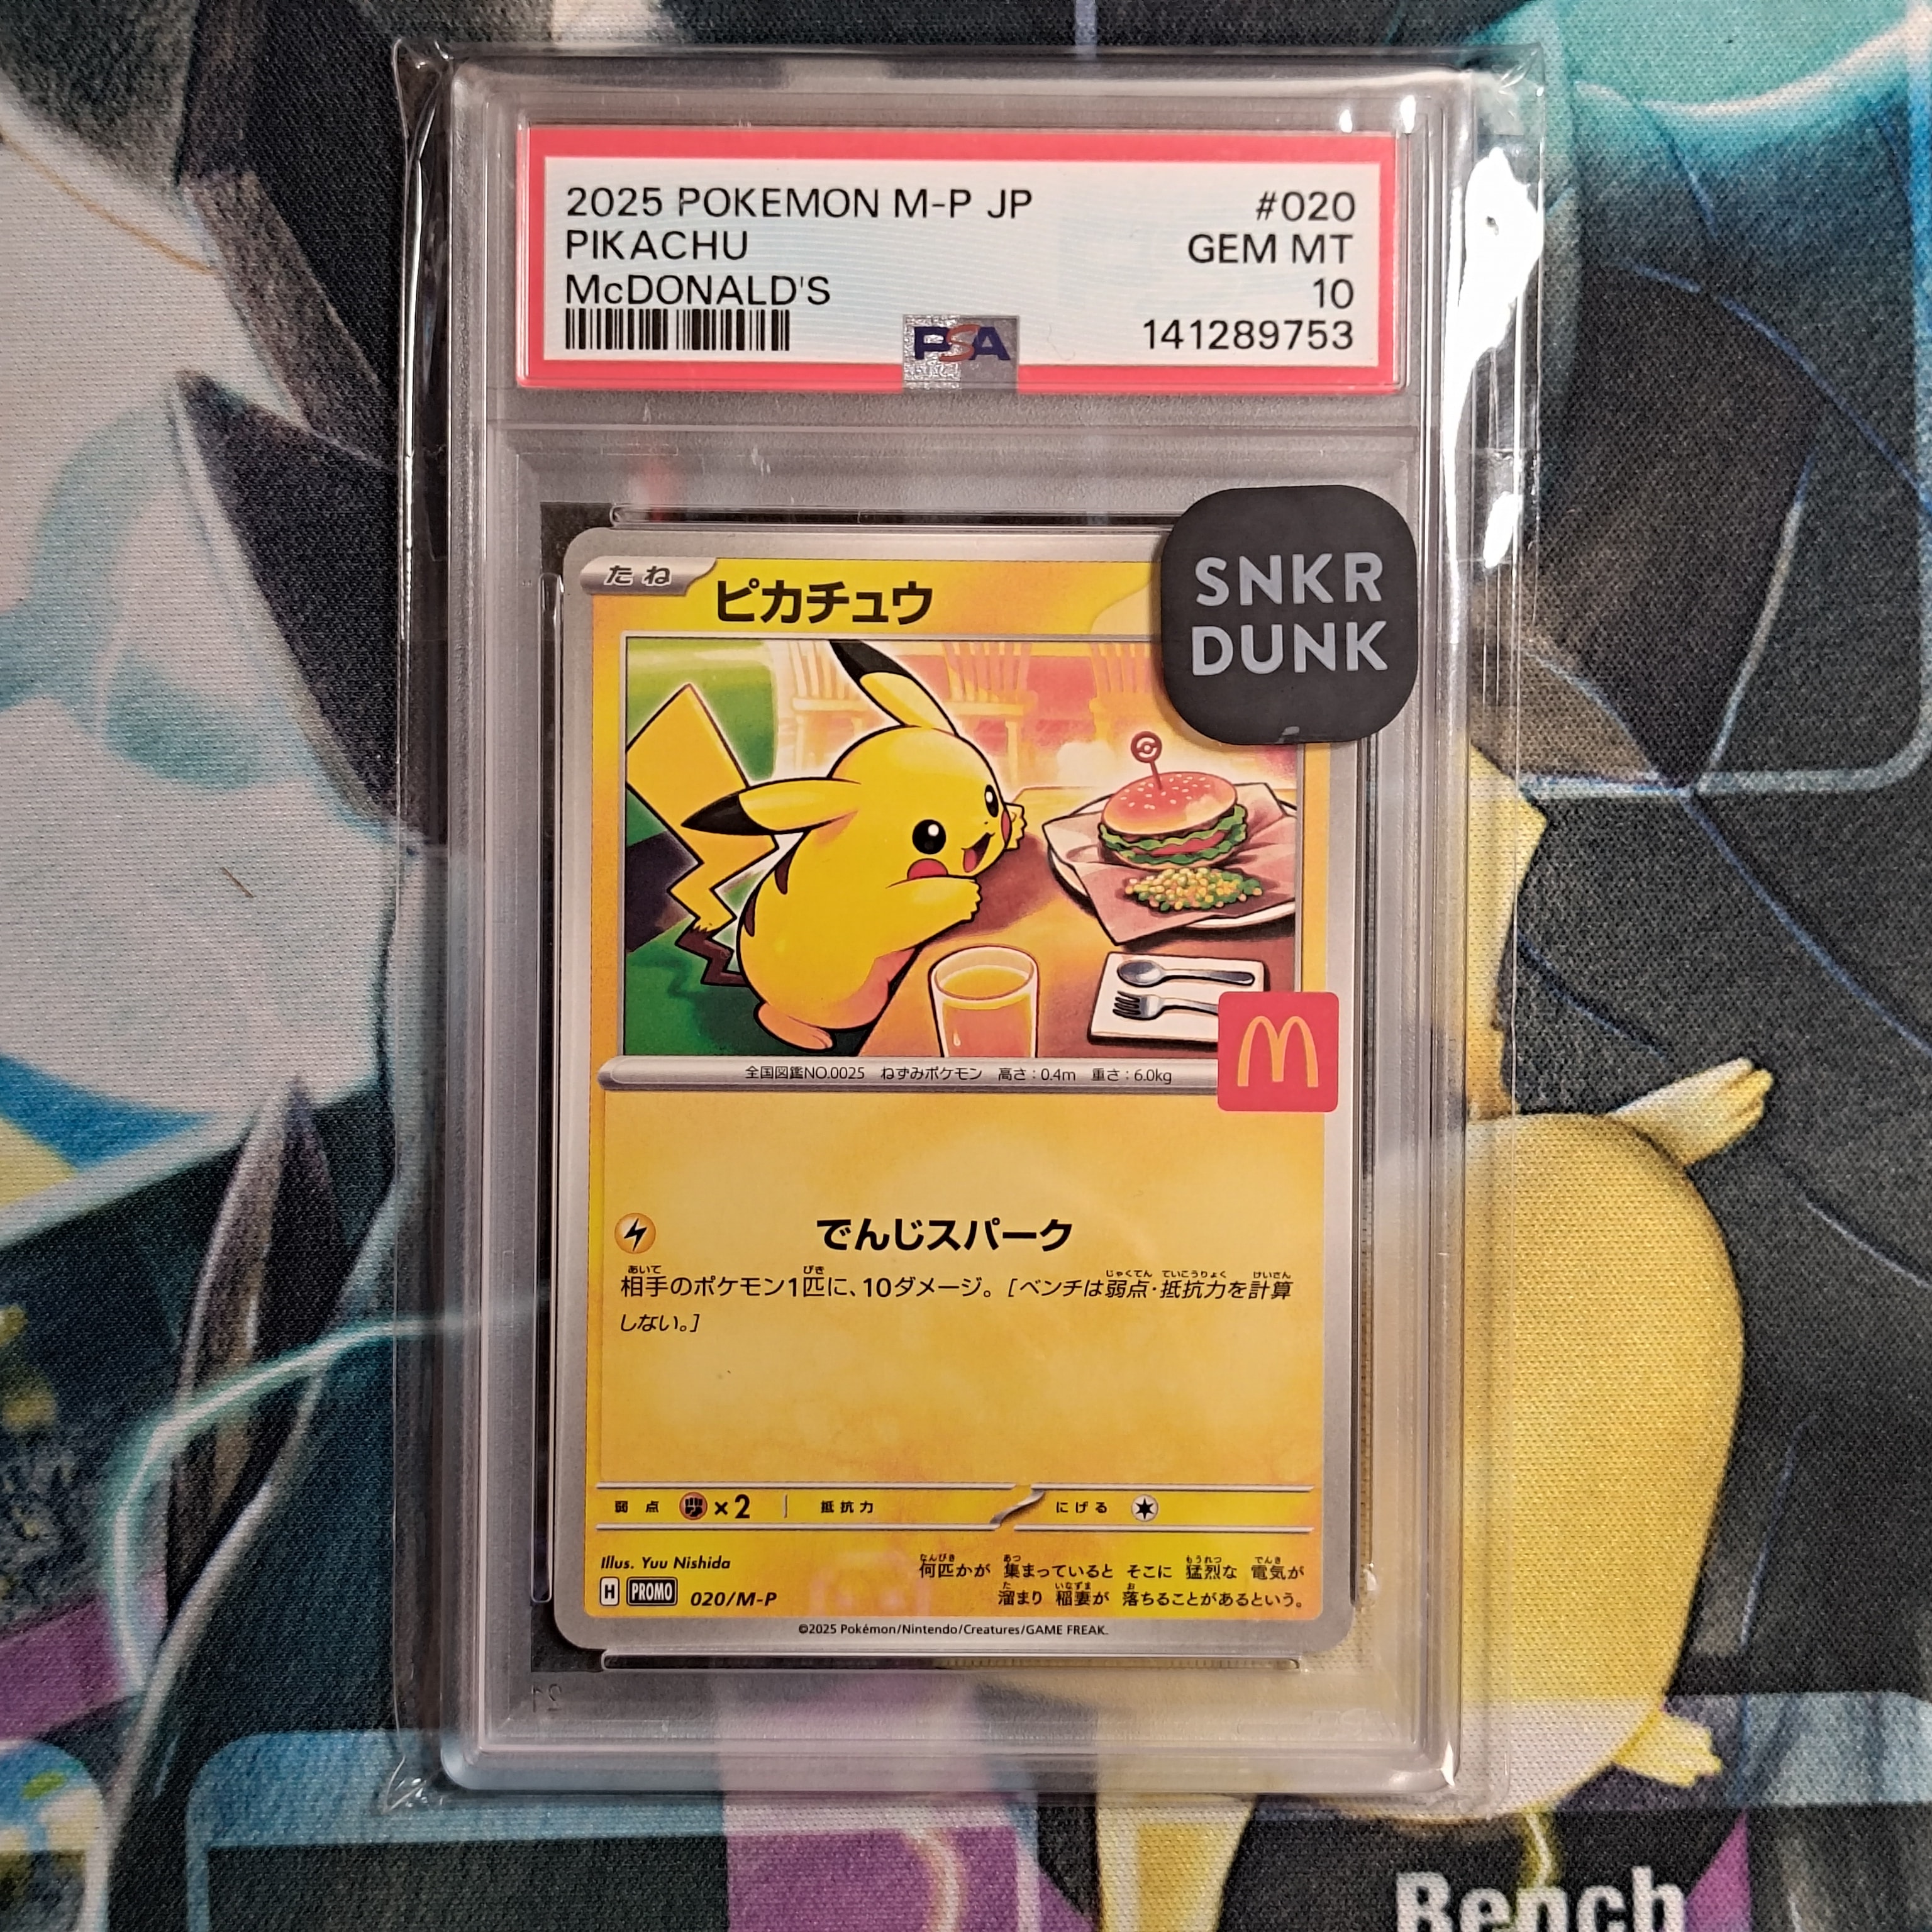 2025 POKEMON M-P JP #020
PIKACHU GEM MT
McDONALD'S 10
PSA 141289753
SNKR
DUNK
たね ピカチュウ
全国図鑑NO.0025 ねずみポケモン 高さ:0.4m 重さ:6.0kg
でんじスパーク
相手のポケモン1匹に、10ダメージ。[ベンチは弱点・抵抗力を計算
しない。]
弱点 ×2 抵抗力 にげる
Illus. Yuu Nishida
H PROMO 020/M-P
何匹かが 集まっていると そこに 猛烈な 電気が
溜まり 稲妻が 落ちることがあるという。
©2025 Pokémon/Nintendo/Creatures/GAME FREAK.
Bench